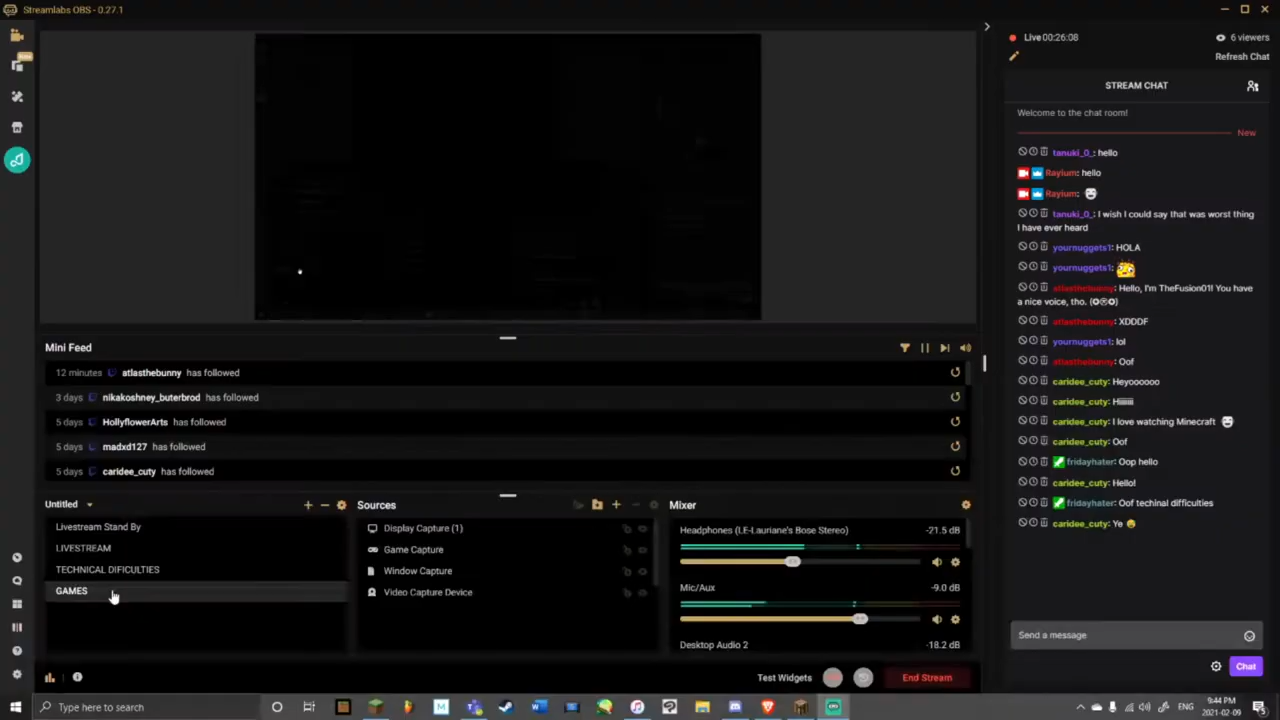 Streamlabs OBS - 0.27.1
Live 00:26:08
6 viewers
Refresh Chat
STREAM CHAT
Welcome to the chat room!
New
tanuki_0_: hello
Rayium: hello
Rayium:
tanuki_0_: I wish I could say that was worst thing
I have ever heard
yournuggets1: HOLA
yournuggets1:
atlasthebunny: Hello, I'm TheFusion01! You have
a nice voice, tho.
atlasthebunny: XDDDF
yournuggets1: lol
atlasthebunny: Oof
caridee_cuty: Heyooooo
caridee_cuty:
caridee_cuty: I love watching Minecraft
caridee_cuty: Oof
fridayhater: Oop hello
caridee_cuty: Hello!
fridayhater: Oof techinal difficulties
caridee_cuty: Ye
Send a message
Chat
Mini Feed
12 minutes atlasthebunny has followed
3 days nikakoshney_buterbrod has followed
5 days HollyflowerArts has followed
5 days madxd127 has followed
5 days caridee_cuty has followed
Untitled
Livestream Stand By
LIVESTREAM
TECHNICAL DIFICULTIES
GAMES
Sources
Display Capture (1)
Game Capture
Window Capture
Video Capture Device
Mixer
Headphones (LE-Lauriane's Bose Stereo) -21.5 dB
Mic/Aux -9.0 dB
Desktop Audio 2 -18.2 dB
Test Widgets
End Stream
Type here to search
ENG
9:44 PM
2021-02-09